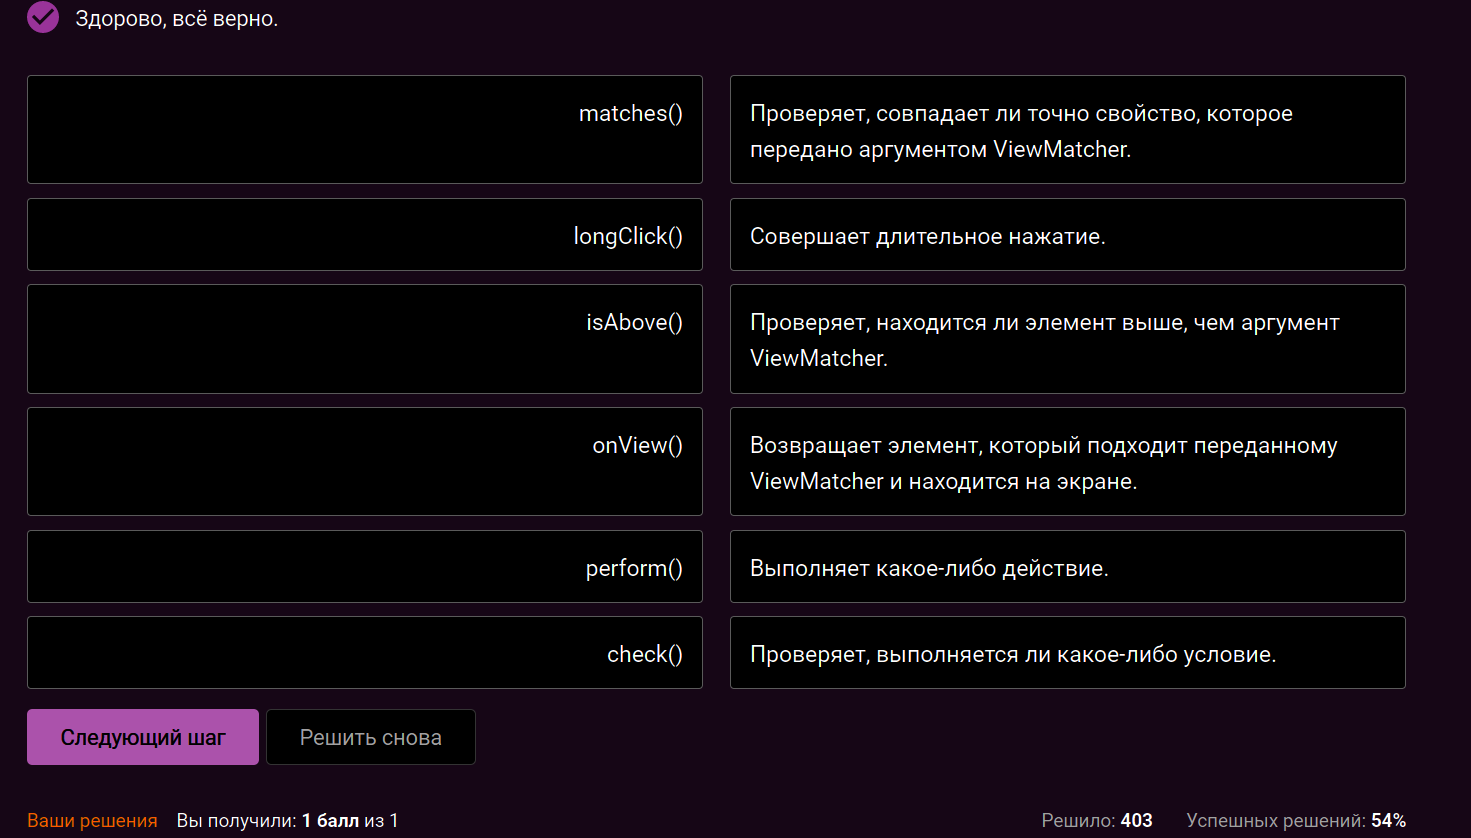 Здорово, всё верно.
matches()
Проверяет, совпадает ли точно свойство, которое
передано аргументом ViewMatcher.
longClick()
Совершает длительное нажатие.
isAbove()
Проверяет, находится ли элемент выше, чем аргумент
ViewMatcher.
onView()
Возвращает элемент, который подходит переданному
ViewMatcher и находится на экране.
perform()
Выполняет какое-либо действие.
check()
Проверяет, выполняется ли какое-либо условие.
Следующий шаг
Решить снова
Ваши решения Вы получили: 1 балл из 1
Решило: 403 Успешных решений: 54%